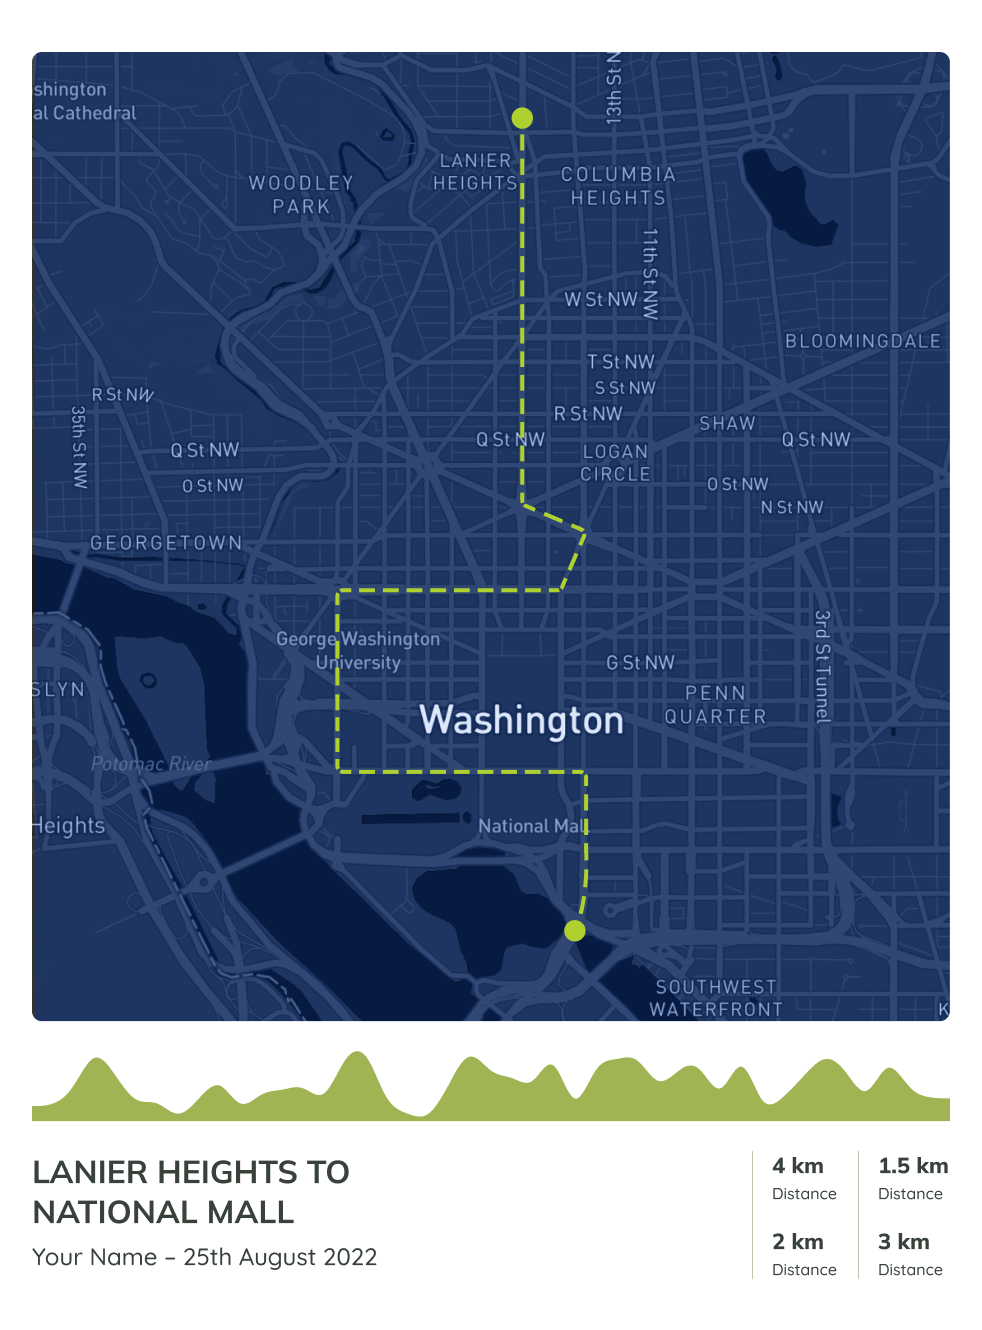 shington
al Cathedral
13th St N
LANIER
HEIGHTS
COLUMBIA
HEIGHTS
WOODLEY
PARK
11th St NW
W St NW
BLOOMINGDALE
T St NW
S St NW
R St NW
R St NW
35th St NW
SHAW
Q St NW
Q St NW
Q St NW
LOGAN
CIRCLE
O St NW
O St NW
N St NW
GEORGETOWN
George Washington
University
G St NW
3rd St Tunnel
SLYN
PENN
QUARTER
Washington
Potomac River
Heights
National Mall
SOUTHWEST
WATERFRONT
K
LANIER HEIGHTS TO
NATIONAL MALL
Your Name – 25th August 2022
4 km
Distance
1.5 km
Distance
2 km
Distance
3 km
Distance